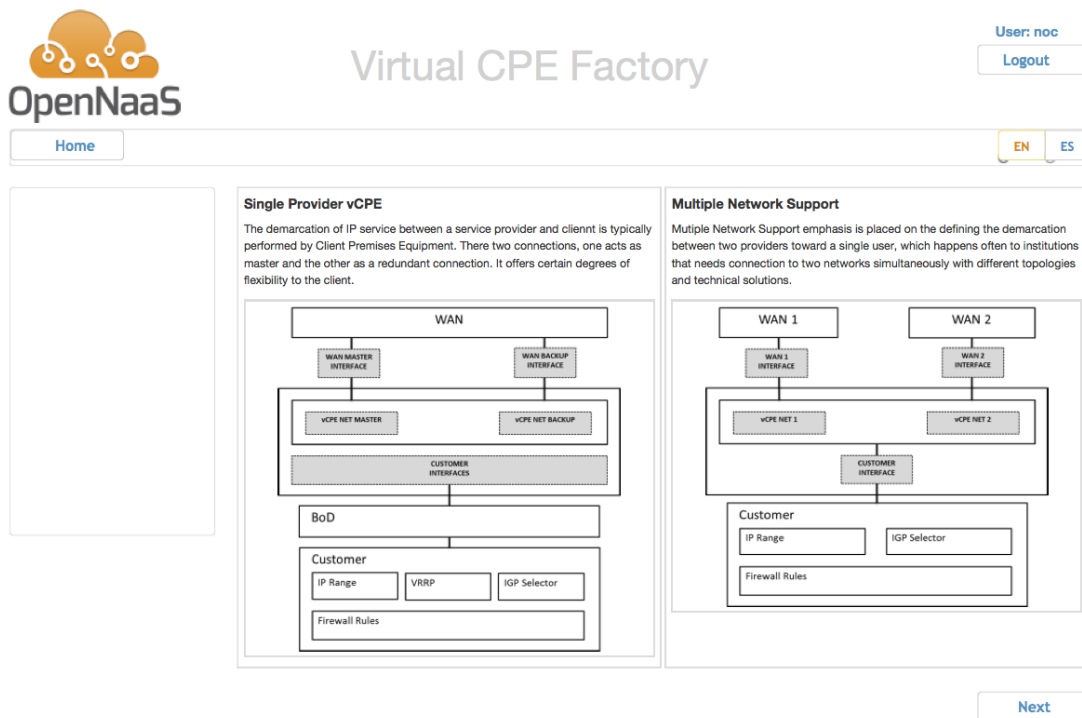 User: noc
Logout
Virtual CPE Factory
OpenNaaS
Home
EN
ES
Single Provider vCPE
The demarcation of IP service between a service provider and cliennt is typically
performed by Client Premises Equipment. There two connections, one acts as
master and the other as a redundant connection. It offers certain degrees of
flexibility to the client.
WAN
WAN MASTER
INTERFACE
WAN BACKUP
INTERFACE
vCPE NET MASTER
vCPE NET BACKUP
CUSTOMER
INTERFACES
BoD
Customer
IP Range
VRRP
IGP Selector
Firewall Rules
Multiple Network Support
Mutiple Network Support emphasis is placed on the defining the demarcation
between two providers toward a single user, which happens often to institutions
that needs connection to two networks simultaneously with different topologies
and technical solutions.
WAN 1
WAN 2
WAN 1
INTERFACE
WAN 2
INTERFACE
vCPE NET 1
vCPE NET 2
CUSTOMER
INTERFACE
Customer
IP Range
IGP Selector
Firewall Rules
Next